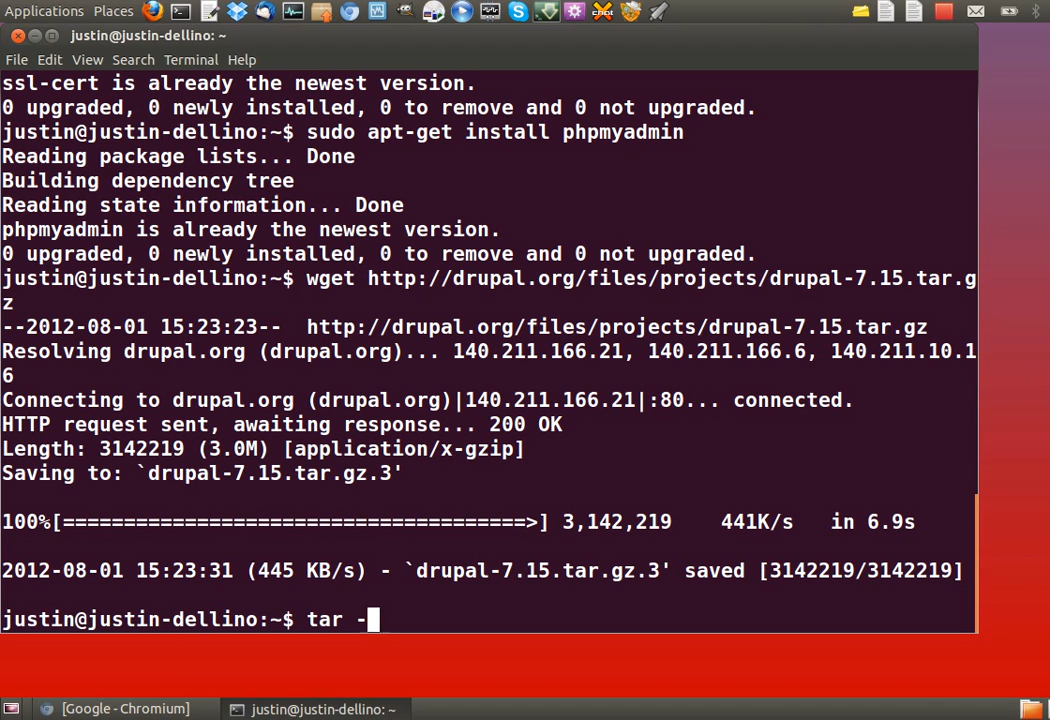 Applications Places
justin@justin-dellino: ~
File Edit View Search Terminal Help
ssl-cert is already the newest version.
0 upgraded, 0 newly installed, 0 to remove and 0 not upgraded.
justin@justin-dellino:~$ sudo apt-get install phpmyadmin
Reading package lists... Done
Building dependency tree
Reading state information... Done
phpmyadmin is already the newest version.
0 upgraded, 0 newly installed, 0 to remove and 0 not upgraded.
justin@justin-dellino:~$ wget http://drupal.org/files/projects/drupal-7.15.tar.g
z
--2012-08-01 15:23:23--  http://drupal.org/files/projects/drupal-7.15.tar.gz
Resolving drupal.org (drupal.org)... 140.211.166.21, 140.211.166.6, 140.211.10.1
6
Connecting to drupal.org (drupal.org)|140.211.166.21|:80... connected.
HTTP request sent, awaiting response... 200 OK
Length: 3142219 (3.0M) [application/x-gzip]
Saving to: `drupal-7.15.tar.gz.3'
100%[======================================>] 3,142,219    441K/s   in 6.9s
2012-08-01 15:23:31 (445 KB/s) - `drupal-7.15.tar.gz.3' saved [3142219/3142219]
justin@justin-dellino:~$ tar -
[Google - Chromium] justin@justin-dellino: ~